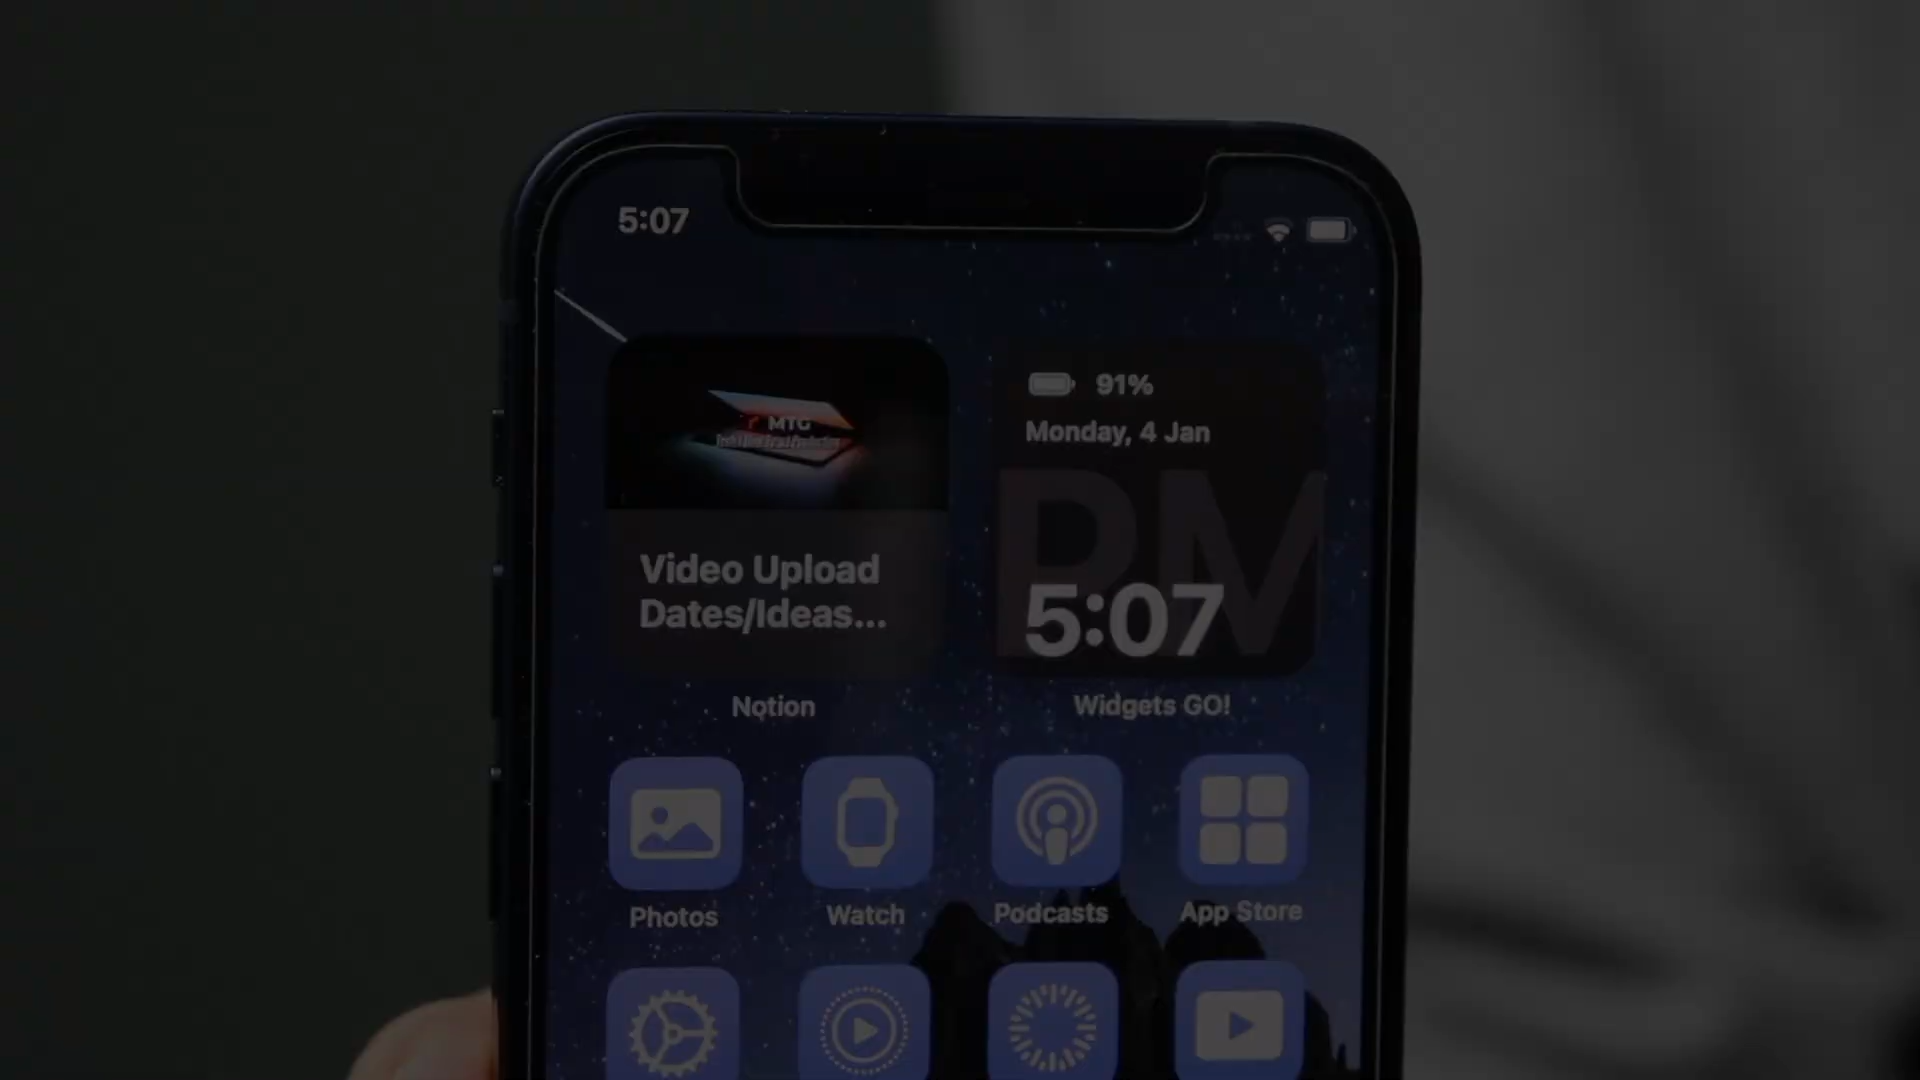 5:07
MTG
91%
Monday, 4 Jan
PM
5:07
Video Upload
Dates/Ideas...
Notion
Widgets GO!
Photos
Watch
Podcasts
App Store